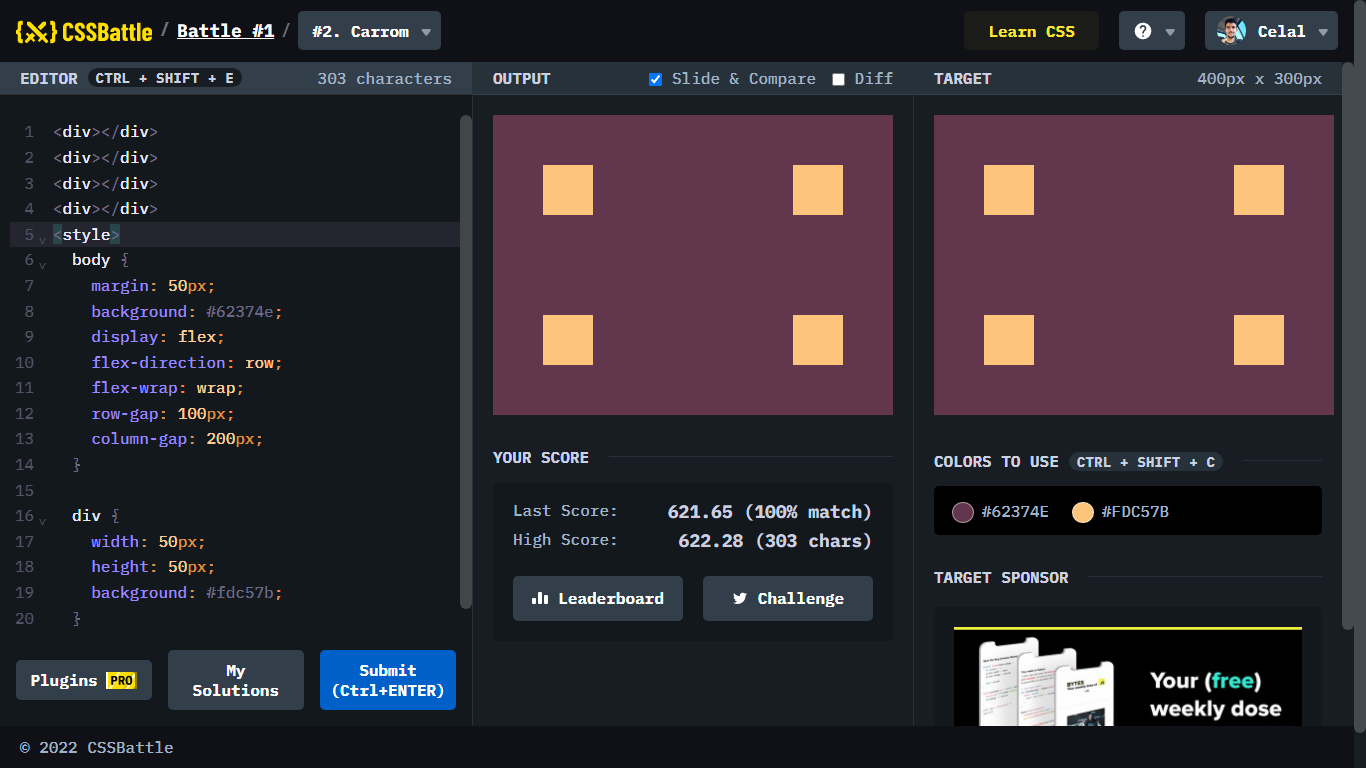 {X} CSSBattle / Battle #1 / #2. Carrom Learn CSS ? Celal
EDITOR CTRL + SHIFT + E 303 characters
1 <div></div>
2 <div></div>
3 <div></div>
4 <div></div>
5 <style>
6 body {
7 margin: 50px;
8 background: #62374e;
9 display: flex;
10 flex-direction: row;
11 flex-wrap: wrap;
12 row-gap: 100px;
13 column-gap: 200px;
14 }
15
16 div {
17 width: 50px;
18 height: 50px;
19 background: #fdc57b;
20 }
Plugins PRO
My Solutions
Submit (Ctrl+ENTER)
OUTPUT Slide & Compare Diff
YOUR SCORE
Last Score: 621.65 (100% match)
High Score: 622.28 (303 chars)
Leaderboard Challenge
TARGET 400px x 300px
COLORS TO USE CTRL + SHIFT + C
#62374E #FDC57B
TARGET SPONSOR
BYTES
Your (free)
weekly dose
© 2022 CSSBattle